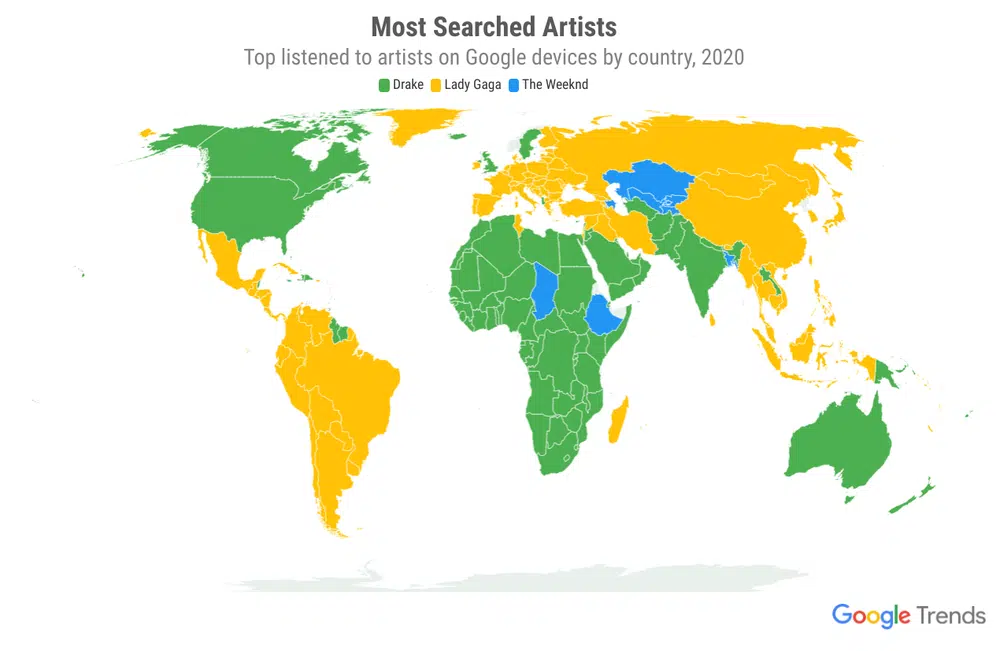 Most Searched Artists
Top listened to artists on Google devices by country, 2020
Drake Lady Gaga The Weeknd
Google Trends